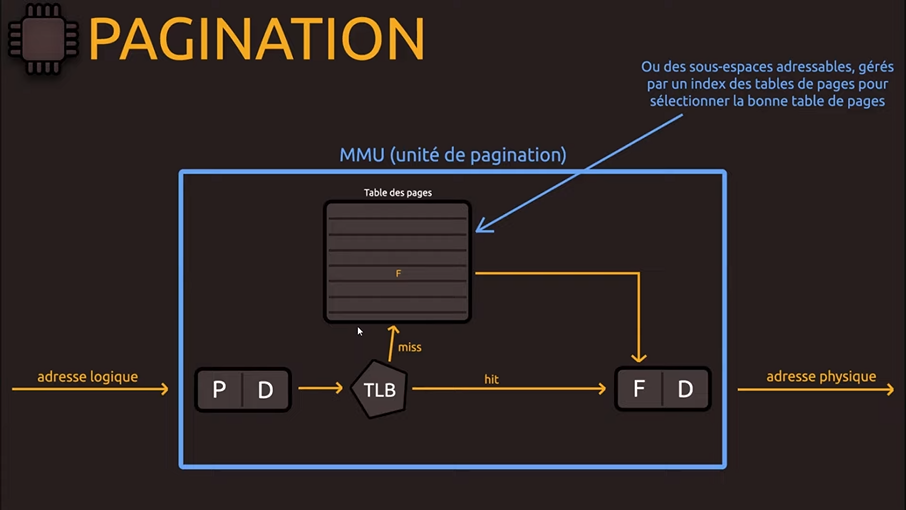 PAGINATION
Ou des sous-espaces adressables, gérés
par un index des tables de pages pour
sélectionner la bonne table de pages
MMU (unité de pagination)
Table des pages
F
miss
adresse logique
P D
TLB
hit
F D
adresse physique